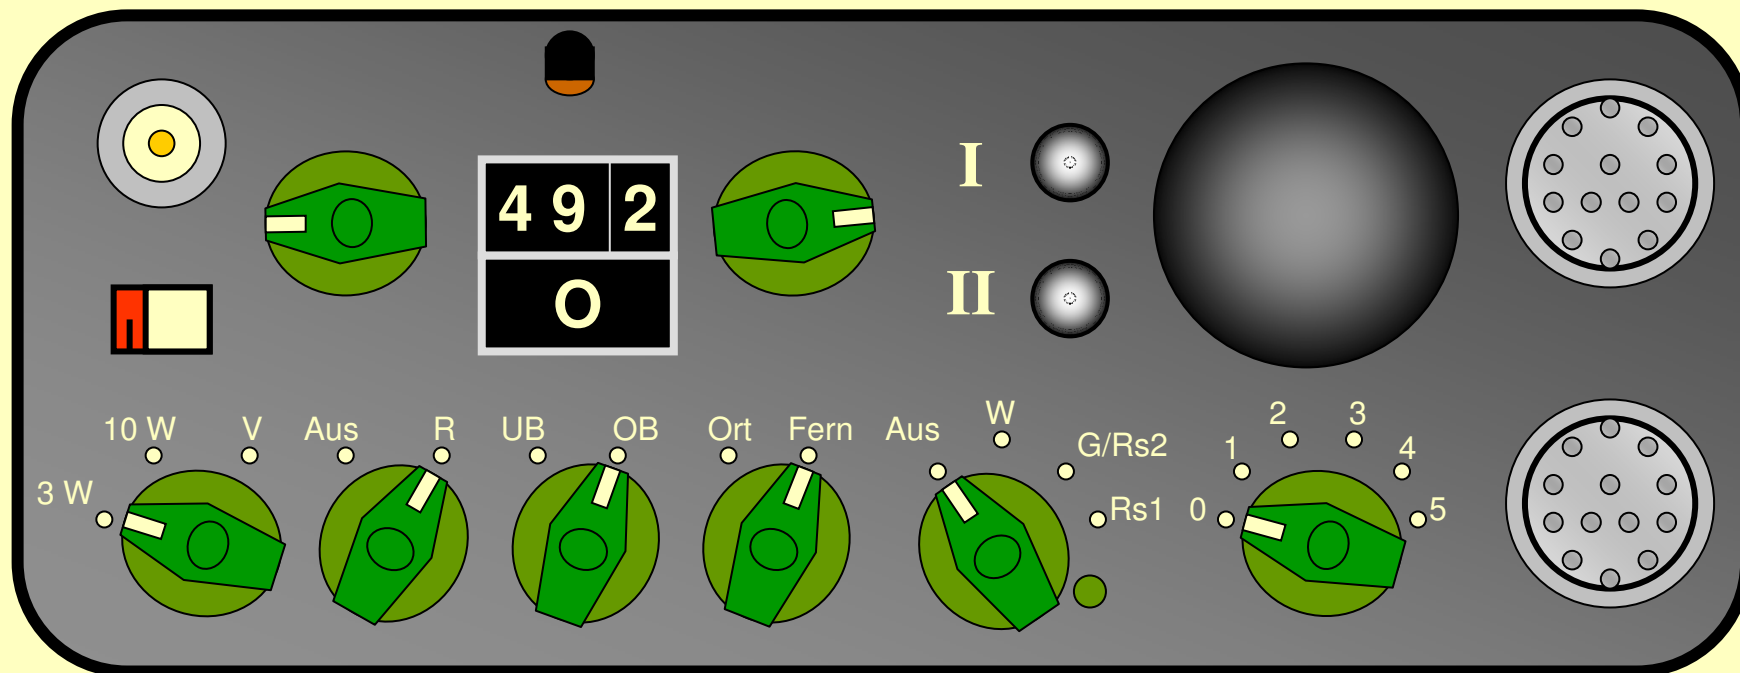 I
4 9 2
II
O
10 W V Aus R UB OB Ort Fern Aus W G/Rs2 2 3
3 W Rs1 0 1 4 5